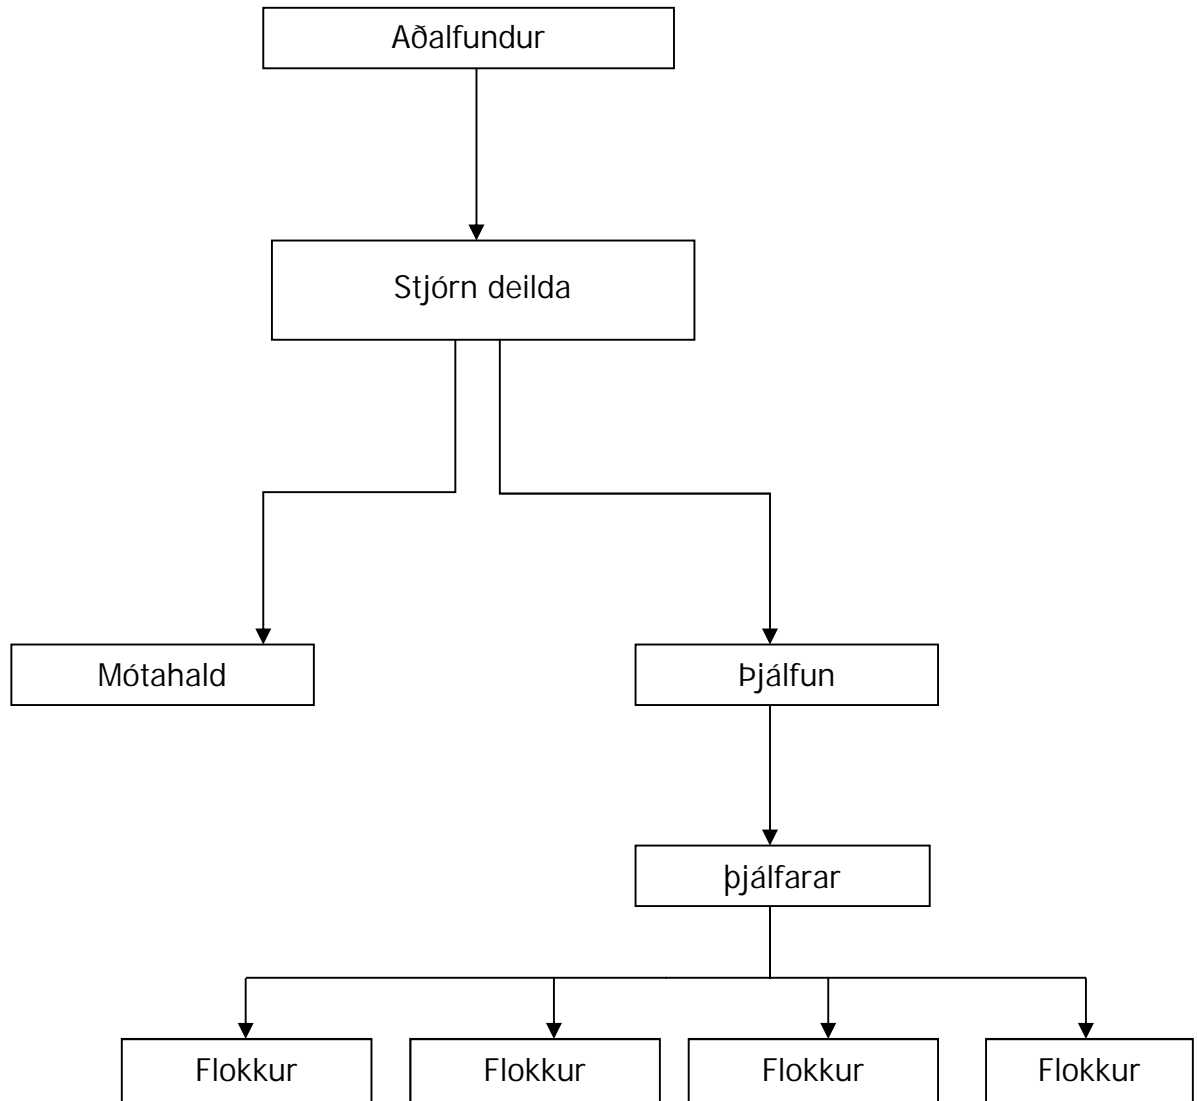 Aðalfundur
Stjórn deilda
Mótahald
Þjálfun
þjálfarar
Flokkur
Flokkur
Flokkur
Flokkur